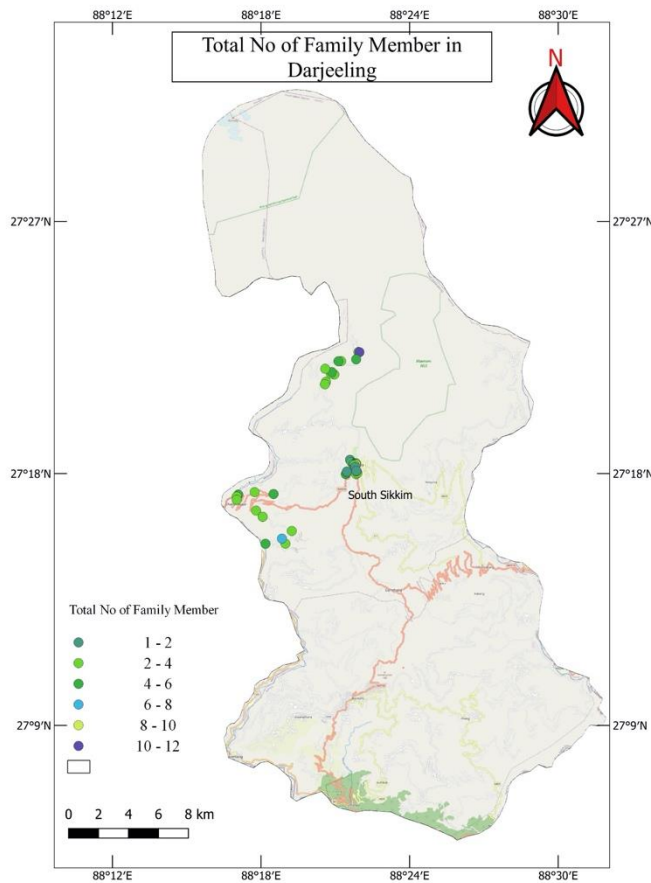 88°12'E 88°18'E 88°24'E 88°30'E
Total No of Family Member in
Darjeeling
N
27°27'N 27°27'N
27°18'N 27°18'N
South Sikkim
Total No of Family Member
1 - 2
2 - 4
4 - 6
6 - 8
8 - 10
10 - 12
27°9'N 27°9'N
0 2 4 6 8 km
88°12'E 88°18'E 88°24'E 88°30'E